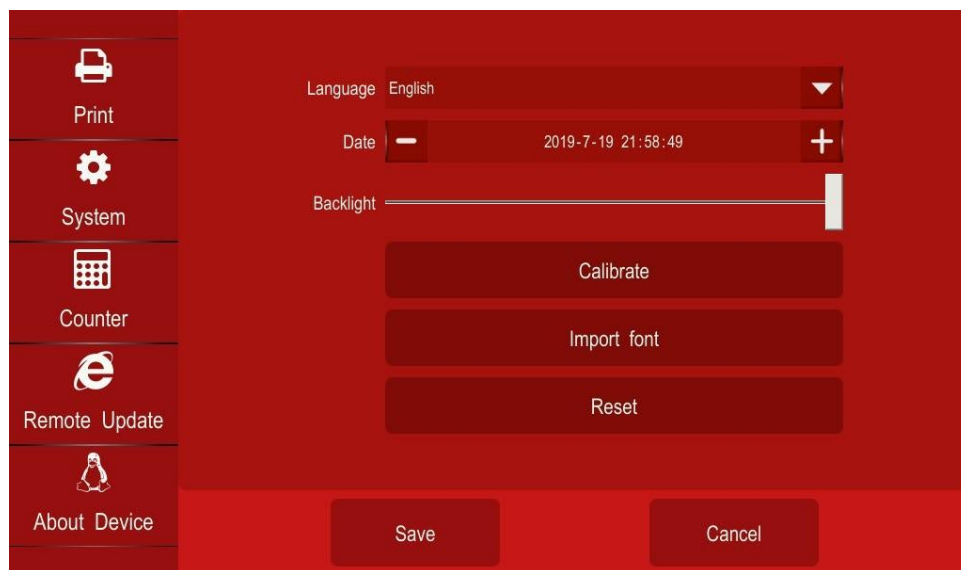 Print
System
Counter
Remote Update
About Device
Language English
Date 2019-7-19 21:58:49
Backlight
Calibrate
Import font
Reset
Save Cancel